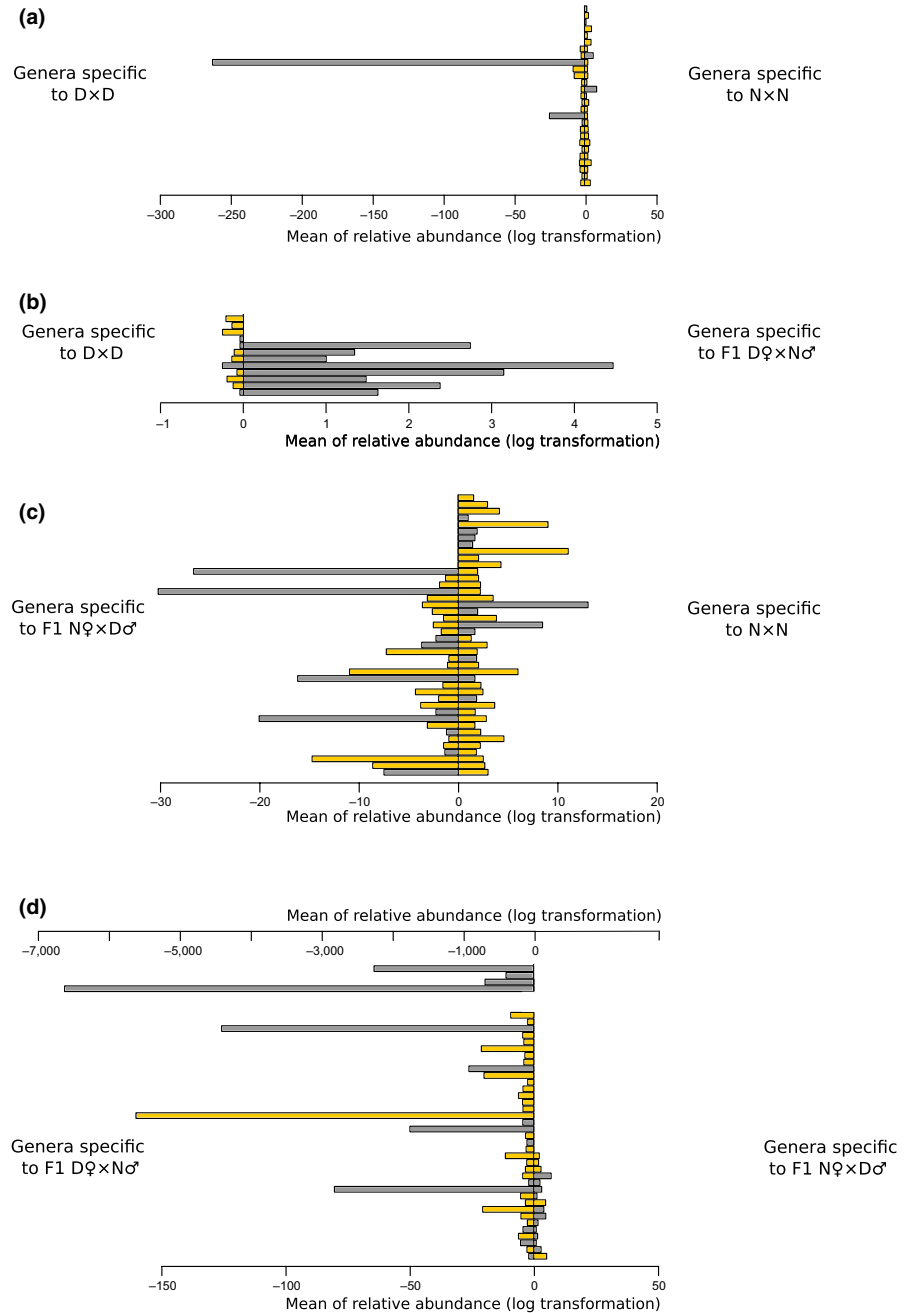 (a)
Genera specific
to D×D
Genera specific
to N×N
–300 –250 –200 –150 –100 –50 0 50
Mean of relative abundance (log transformation)
(b)
Genera specific
to D×D
Genera specific
to F1 D♀×N♂
–1 0 1 2 3 4 5
Mean of relative abundance (log transformation)
(c)
Genera specific
to F1 N♀×D♂
Genera specific
to N×N
–30 –20 –10 0 10 20
Mean of relative abundance (log transformation)
(d)
Mean of relative abundance (log transformation)
–7,000 –5,000 –3,000 –1,000 0
Genera specific
to F1 D♀×N♂
Genera specific
to F1 N♀×D♂
–150 –100 –50 0 50
Mean of relative abundance (log transformation)